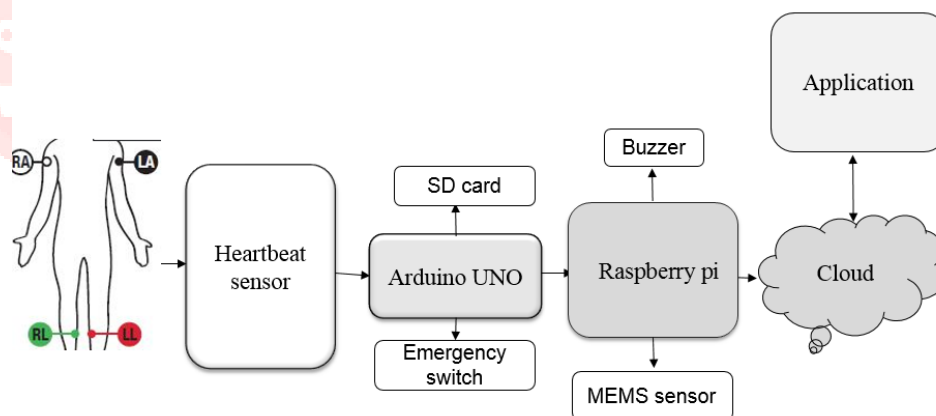 RA
LA
RL
LL
Heartbeat
sensor
SD card
Arduino UNO
Emergency
switch
Buzzer
Raspberry pi
MEMS sensor
Application
Cloud